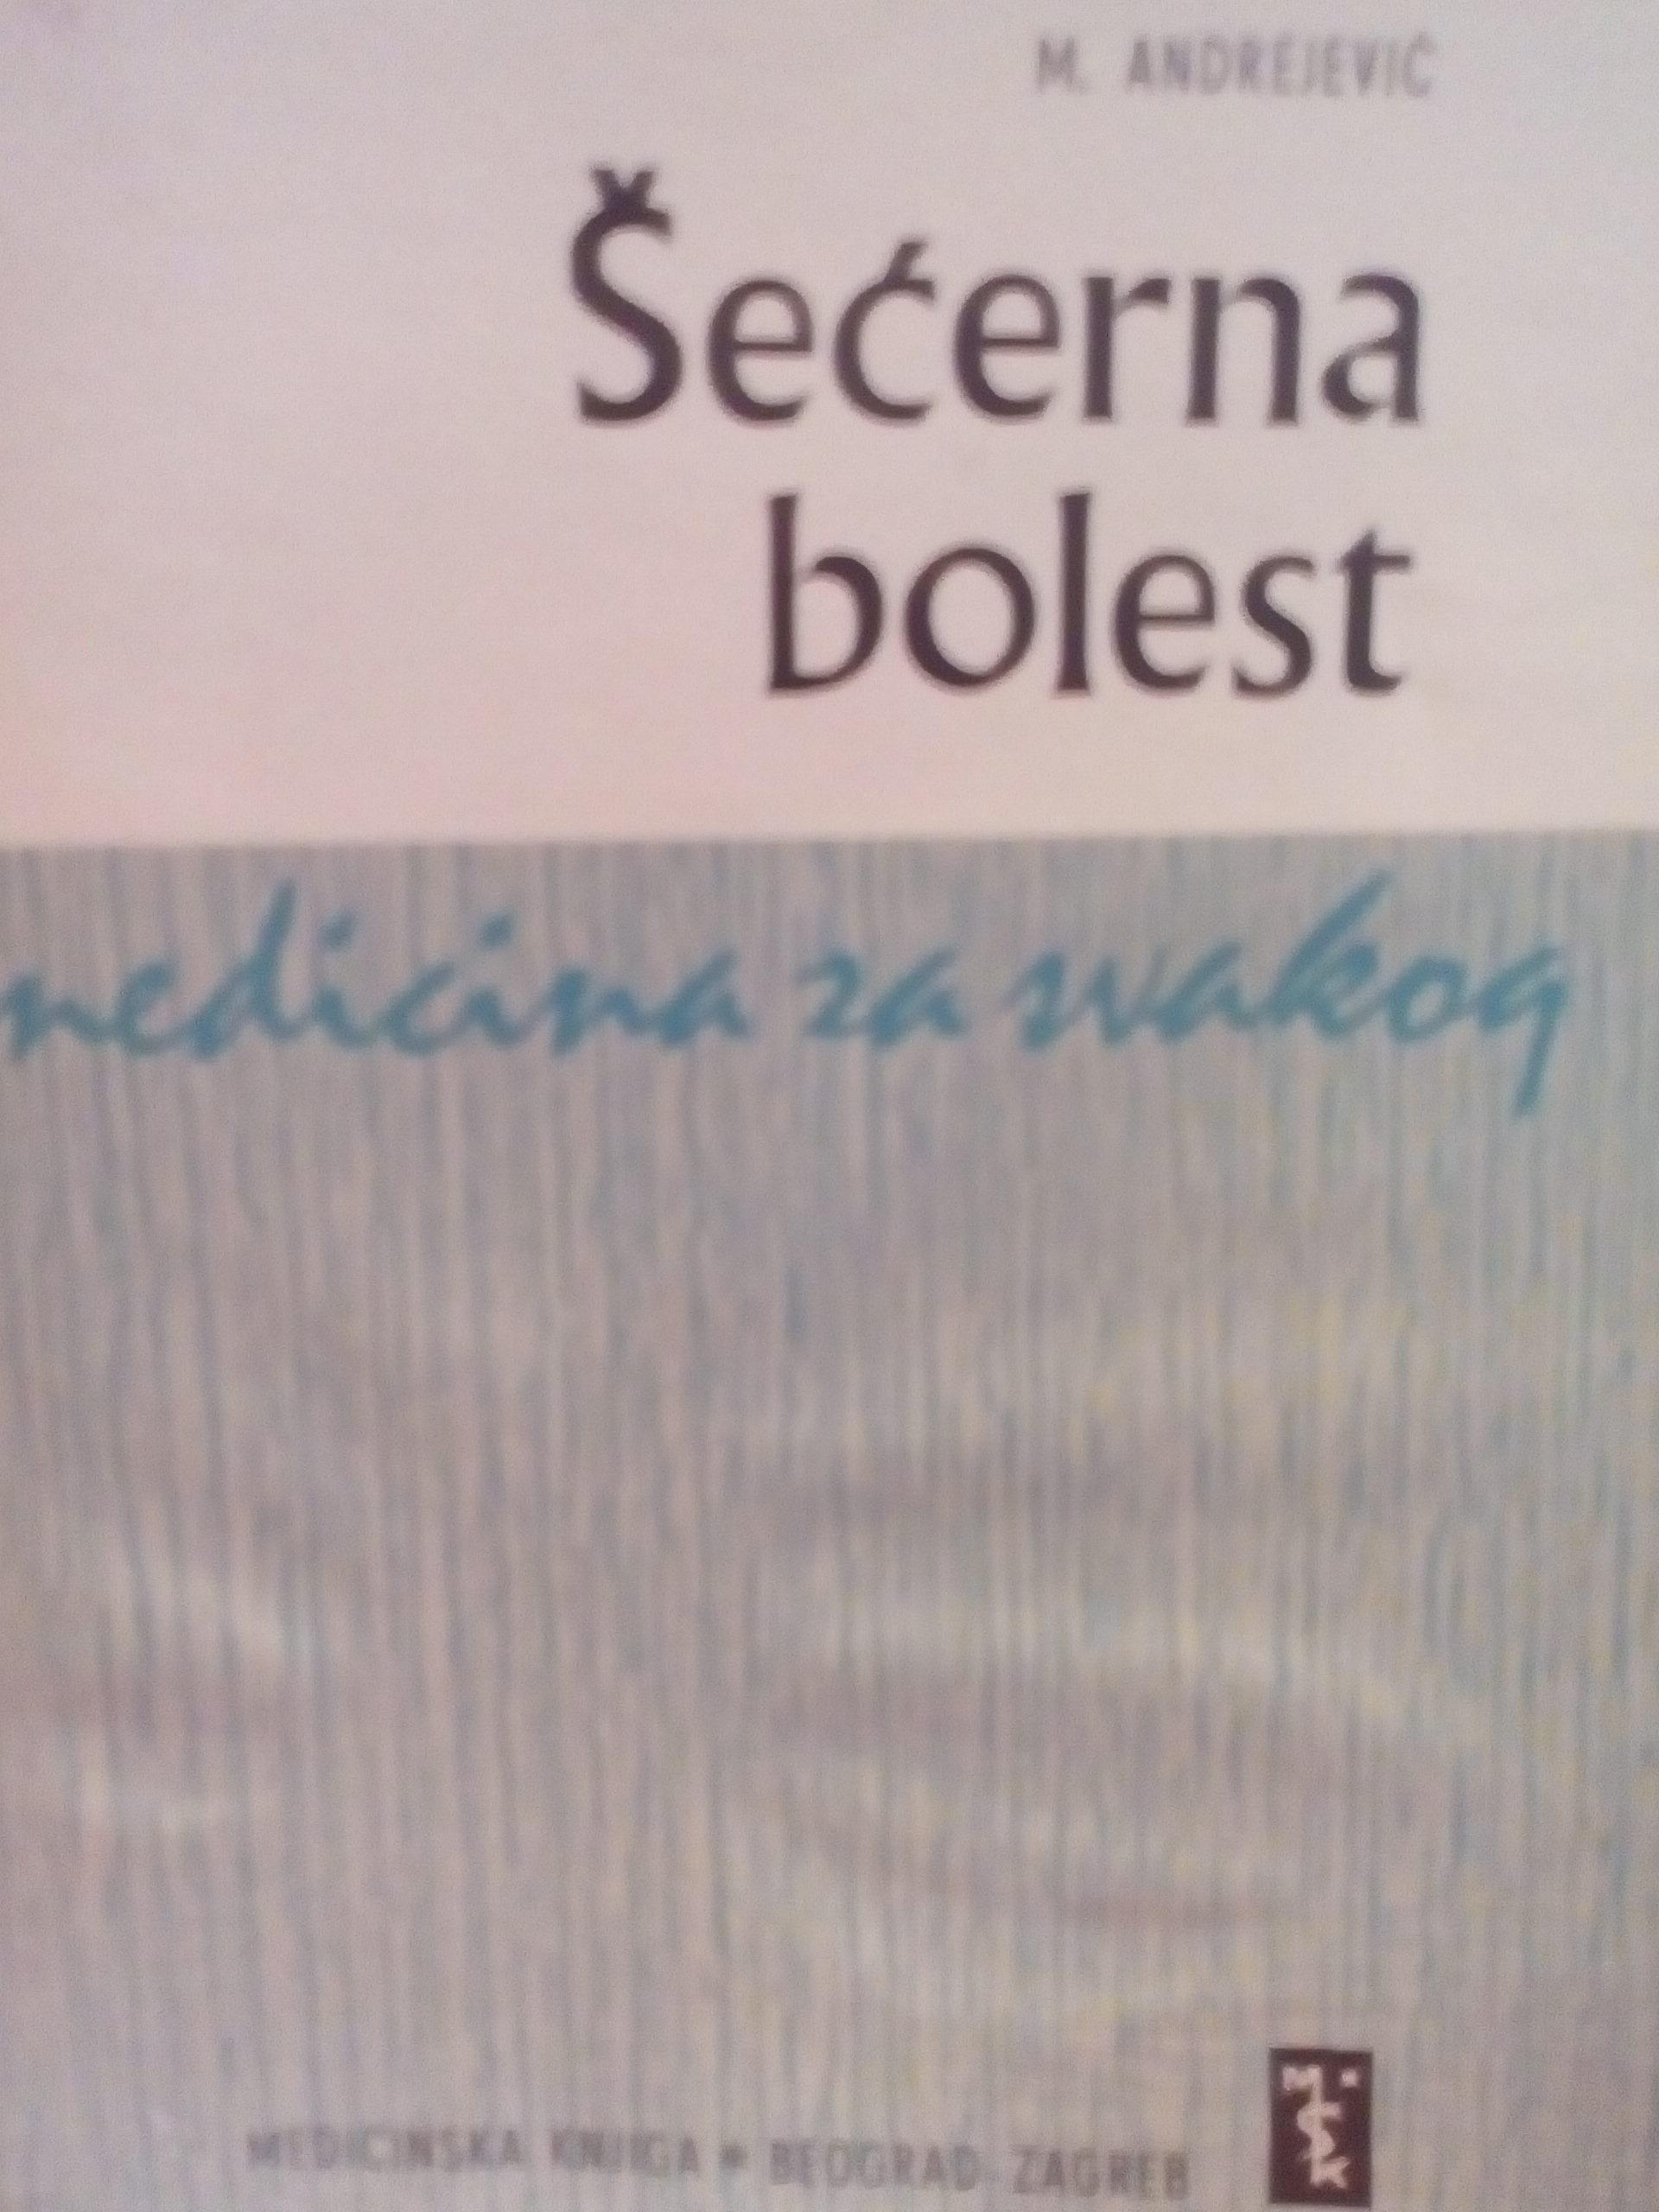 M. ANDREJEVIĆ
Šećerna
bolest
medicina za svakog
MEDICINSKA KNJIGA * BEOGRAD-ZAGREB